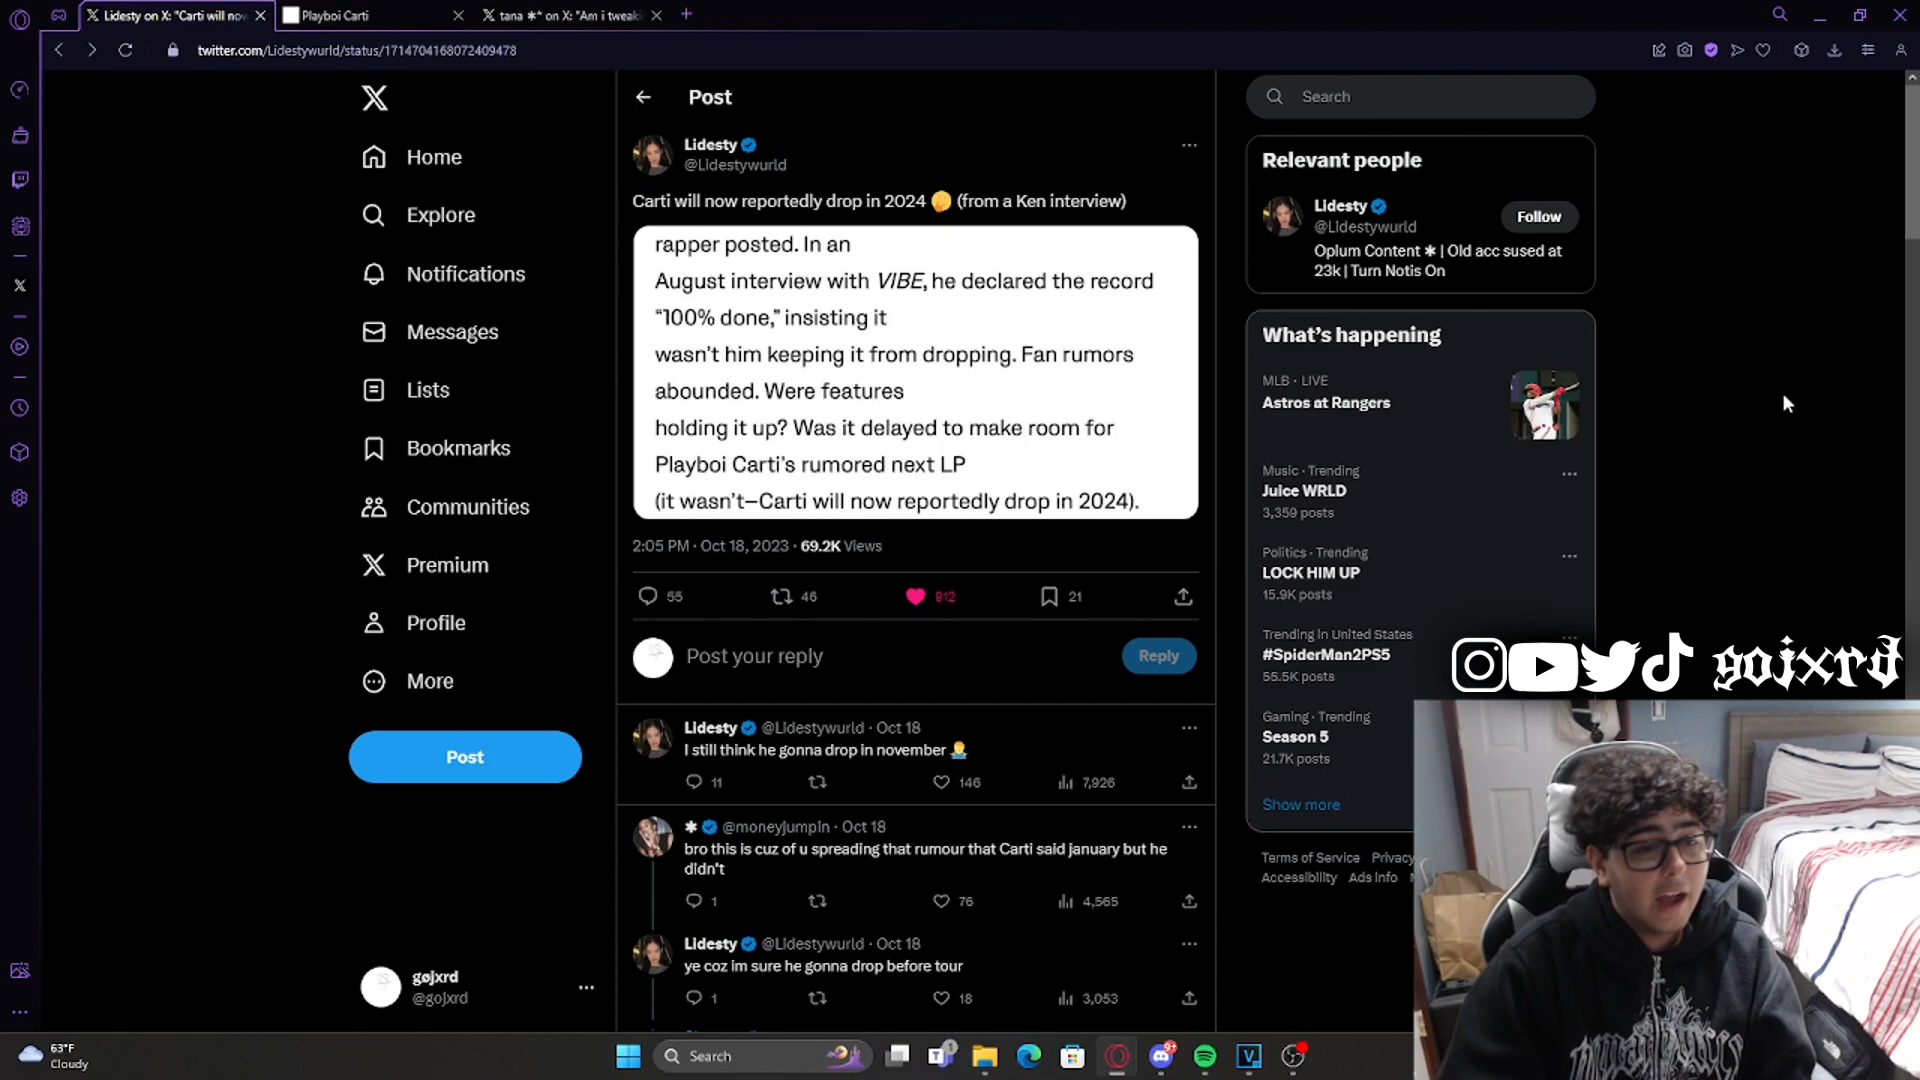 Lidesty on X: "Carti will now
Playboi Carti
tana ** on X: "Am i tweaki
twitter.com/Lidestywurld/status/1714704168072409478
Home
Explore
Notifications
Messages
Lists
Bookmarks
Communities
Premium
Profile
More
Post
gøjxrd
@gojxrd
Post
Lidesty
@Lidestywurld
Carti will now reportedly drop in 2024 🫢 (from a Ken interview)
rapper posted. In an
August interview with VIBE, he declared the record
“100% done,” insisting it
wasn’t him keeping it from dropping. Fan rumors
abounded. Were features
holding it up? Was it delayed to make room for
Playboi Carti’s rumored next LP
(it wasn’t—Carti will now reportedly drop in 2024).
2:05 PM · Oct 18, 2023 · 69.2K Views
55 46 912 21
Post your reply
Reply
Lidesty @Lidestywurld · Oct 18
I still think he gonna drop in november 🤷‍♂️
11 146 7,926
* @moneyjumpin · Oct 18
bro this is cuz of u spreading that rumour that Carti said january but he
didn't
1 76 4,565
Lidesty @Lidestywurld · Oct 18
ye coz im sure he gonna drop before tour
1 18 3,053
Search
Relevant people
Lidesty
@Lidestywurld
Follow
Opium Content * | Old acc sused at
23k | Turn Notis On
What's happening
MLB · LIVE
Astros at Rangers
Music · Trending
Juice WRLD
3,359 posts
Politics · Trending
LOCK HIM UP
15.9K posts
Trending in United States
#SpiderMan2PS5
55.5K posts
Gaming · Trending
Season 5
21.7K posts
Show more
Terms of Service Privacy
Accessibility Ads info
gojxrd
63°F
Cloudy
Search
1
9+